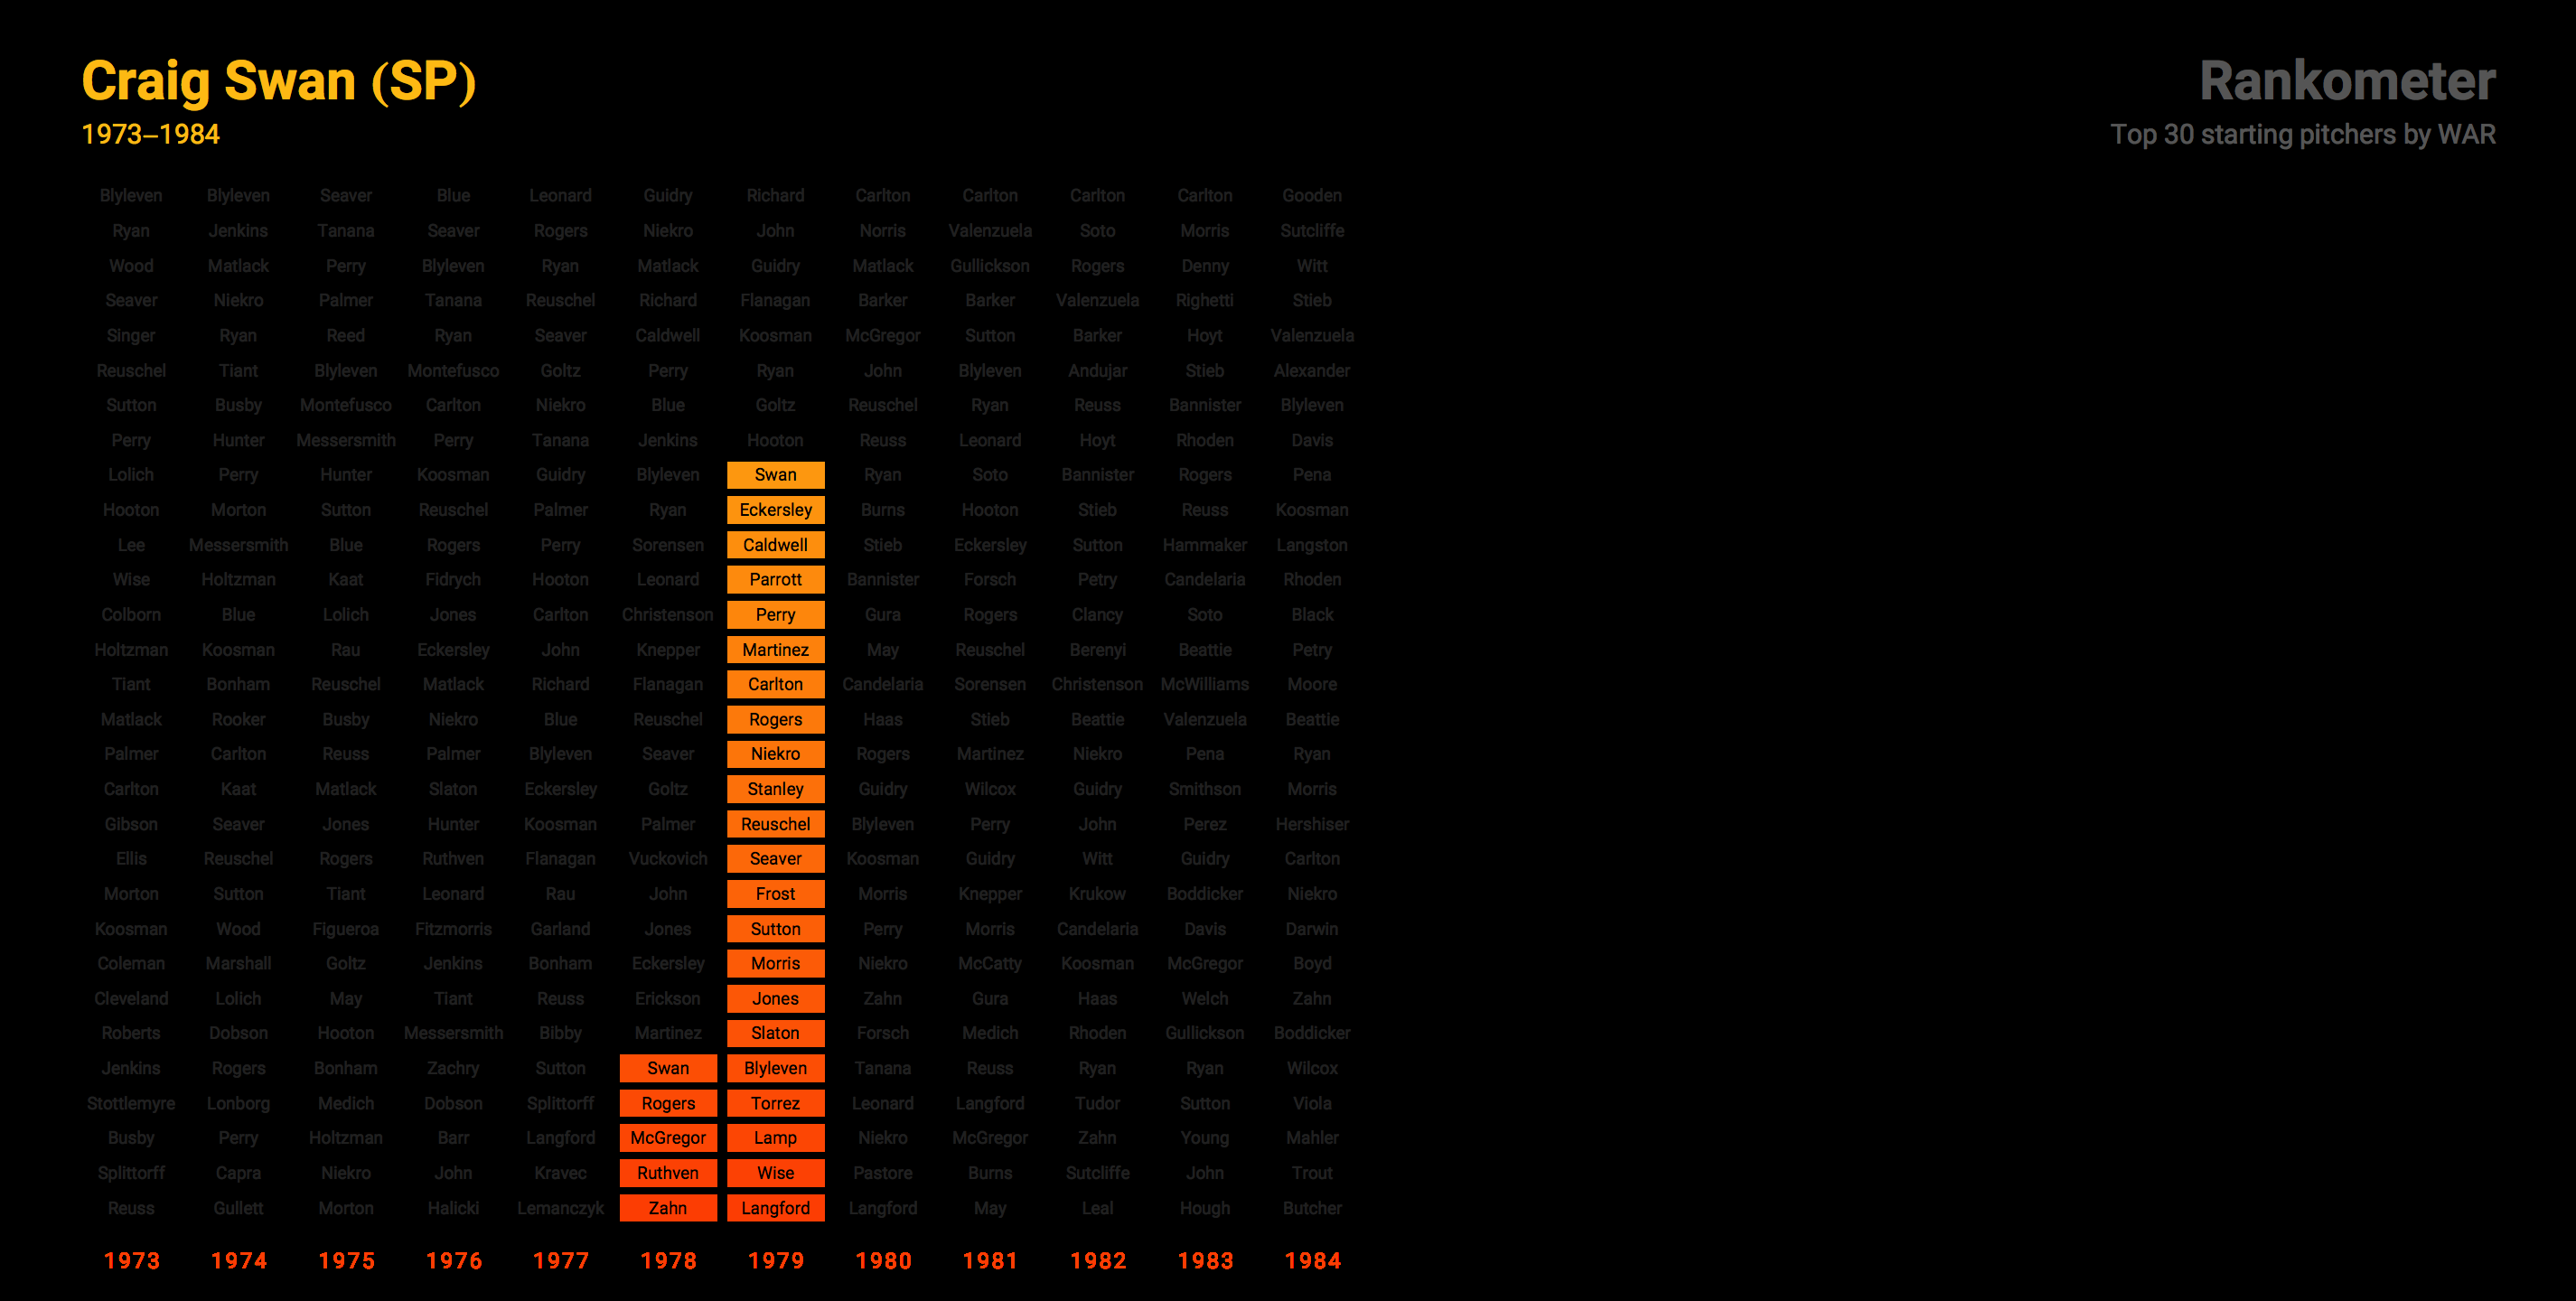 Craig Swan (SP)
1973–1984
Rankometer
Top 30 starting pitchers by WAR
Blyleven Blyleven Seaver Blue Leonard Guidry Richard Carlton Carlton Carlton Carlton Gooden
Ryan Jenkins Tanana Seaver Rogers Niekro John Norris Valenzuela Soto Morris Sutcliffe
Wood Matlack Perry Blyleven Ryan Matlack Guidry Matlack Gullickson Rogers Denny Witt
Seaver Niekro Palmer Tanana Reuschel Richard Flanagan Barker Barker Valenzuela Righetti Stieb
Singer Ryan Reed Ryan Seaver Caldwell Koosman McGregor Sutton Barker Hoyt Valenzuela
Reuschel Tiant Blyleven Montefusco Goltz Perry Ryan John Blyleven Andujar Stieb Alexander
Sutton Busby Montefusco Carlton Niekro Blue Goltz Reuschel Ryan Reuss Bannister Blyleven
Perry Hunter Messersmith Perry Tanana Jenkins Hooton Reuss Leonard Hoyt Rhoden Davis
Lolich Perry Hunter Koosman Guidry Blyleven Swan Ryan Soto Bannister Rogers Pena
Hooton Morton Sutton Reuschel Palmer Ryan Eckersley Burns Hooton Stieb Reuss Koosman
Lee Messersmith Blue Rogers Perry Sorensen Caldwell Stieb Eckersley Sutton Hammaker Langston
Wise Holtzman Kaat Fidrych Hooton Leonard Parrott Bannister Forsch Petry Candelaria Rhoden
Colborn Blue Lolich Jones Carlton Christenson Perry Gura Rogers Clancy Soto Black
Holtzman Koosman Rau Eckersley John Knepper Martinez May Reuschel Berenyi Beattie Petry
Tiant Bonham Reuschel Matlack Richard Flanagan Carlton Candelaria Sorensen Christenson McWilliams Moore
Matlack Rooker Busby Niekro Blue Reuschel Rogers Haas Stieb Beattie Valenzuela Beattie
Palmer Carlton Reuss Palmer Blyleven Seaver Niekro Rogers Martinez Niekro Pena Ryan
Carlton Kaat Matlack Slaton Eckersley Goltz Stanley Guidry Wilcox Guidry Smithson Morris
Gibson Seaver Jones Hunter Koosman Palmer Reuschel Blyleven Perry John Perez Hershiser
Ellis Reuschel Rogers Ruthven Flanagan Vuckovich Seaver Koosman Guidry Witt Guidry Carlton
Morton Sutton Tiant Leonard Rau John Frost Morris Knepper Krukow Boddicker Niekro
Koosman Wood Figueroa Fitzmorris Garland Jones Sutton Perry Morris Candelaria Davis Darwin
Coleman Marshall Goltz Jenkins Bonham Eckersley Morris Niekro McCatty Koosman McGregor Boyd
Cleveland Lolich May Tiant Reuss Erickson Jones Zahn Gura Haas Welch Zahn
Roberts Dobson Hooton Messersmith Bibby Martinez Slaton Forsch Medich Rhoden Gullickson Boddicker
Jenkins Rogers Bonham Zachry Sutton Swan Blyleven Tanana Reuss Ryan Ryan Wilcox
Stottlemyre Lonborg Medich Dobson Splittorff Rogers Torrez Leonard Langford Tudor Sutton Viola
Busby Perry Holtzman Barr Langford McGregor Lamp Niekro McGregor Zahn Young Mahler
Splittorff Capra Niekro John Kravec Ruthven Wise Pastore Burns Sutcliffe John Trout
Reuss Gullett Morton Halicki Lemanczyk Zahn Langford Langford May Leal Hough Butcher
1973 1974 1975 1976 1977 1978 1979 1980 1981 1982 1983 1984